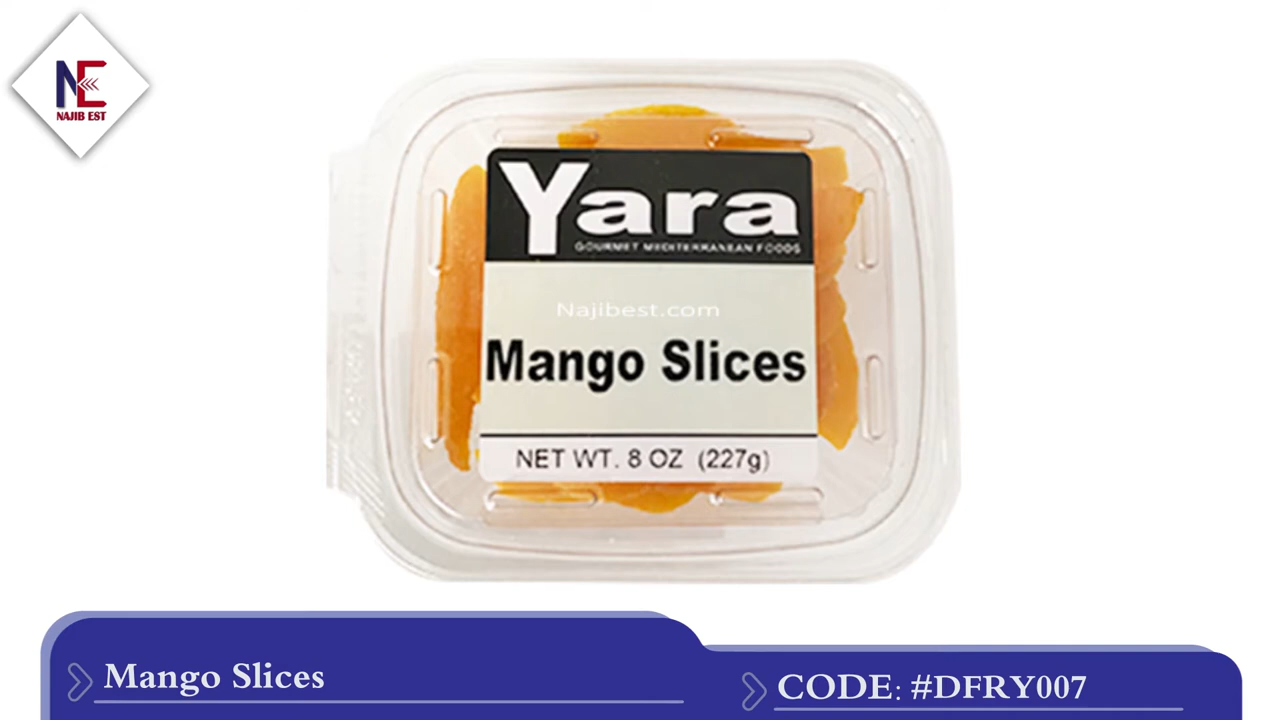 NE
NAJIB EST
Yara
GOURMET MEDITERRANEAN FOODS
Najibest.com
Mango Slices
NET WT. 8 OZ (227g)
Mango Slices
CODE: #DFRY007